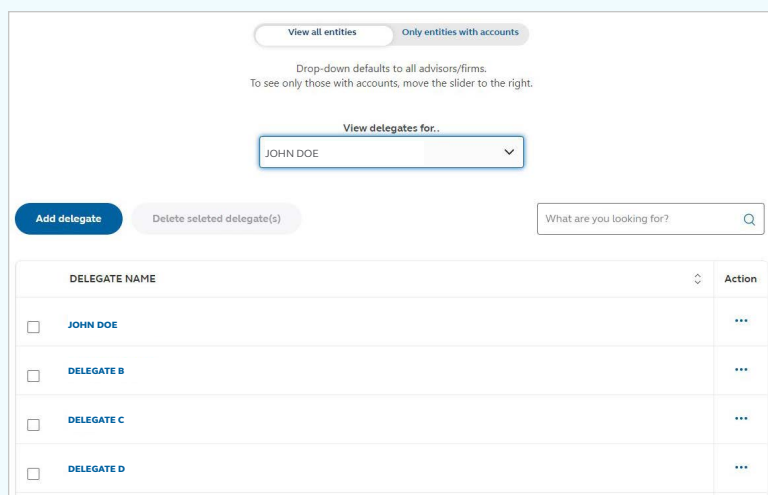 View all entities Only entities with accounts
Drop-down defaults to all advisors/firms.
To see only those with accounts, move the slider to the right.
View delegates for..
JOHN DOE
Add delegate Delete seleted delegate(s) What are you looking for?
DELEGATE NAME Action
JOHN DOE
DELEGATE B
DELEGATE C
DELEGATE D